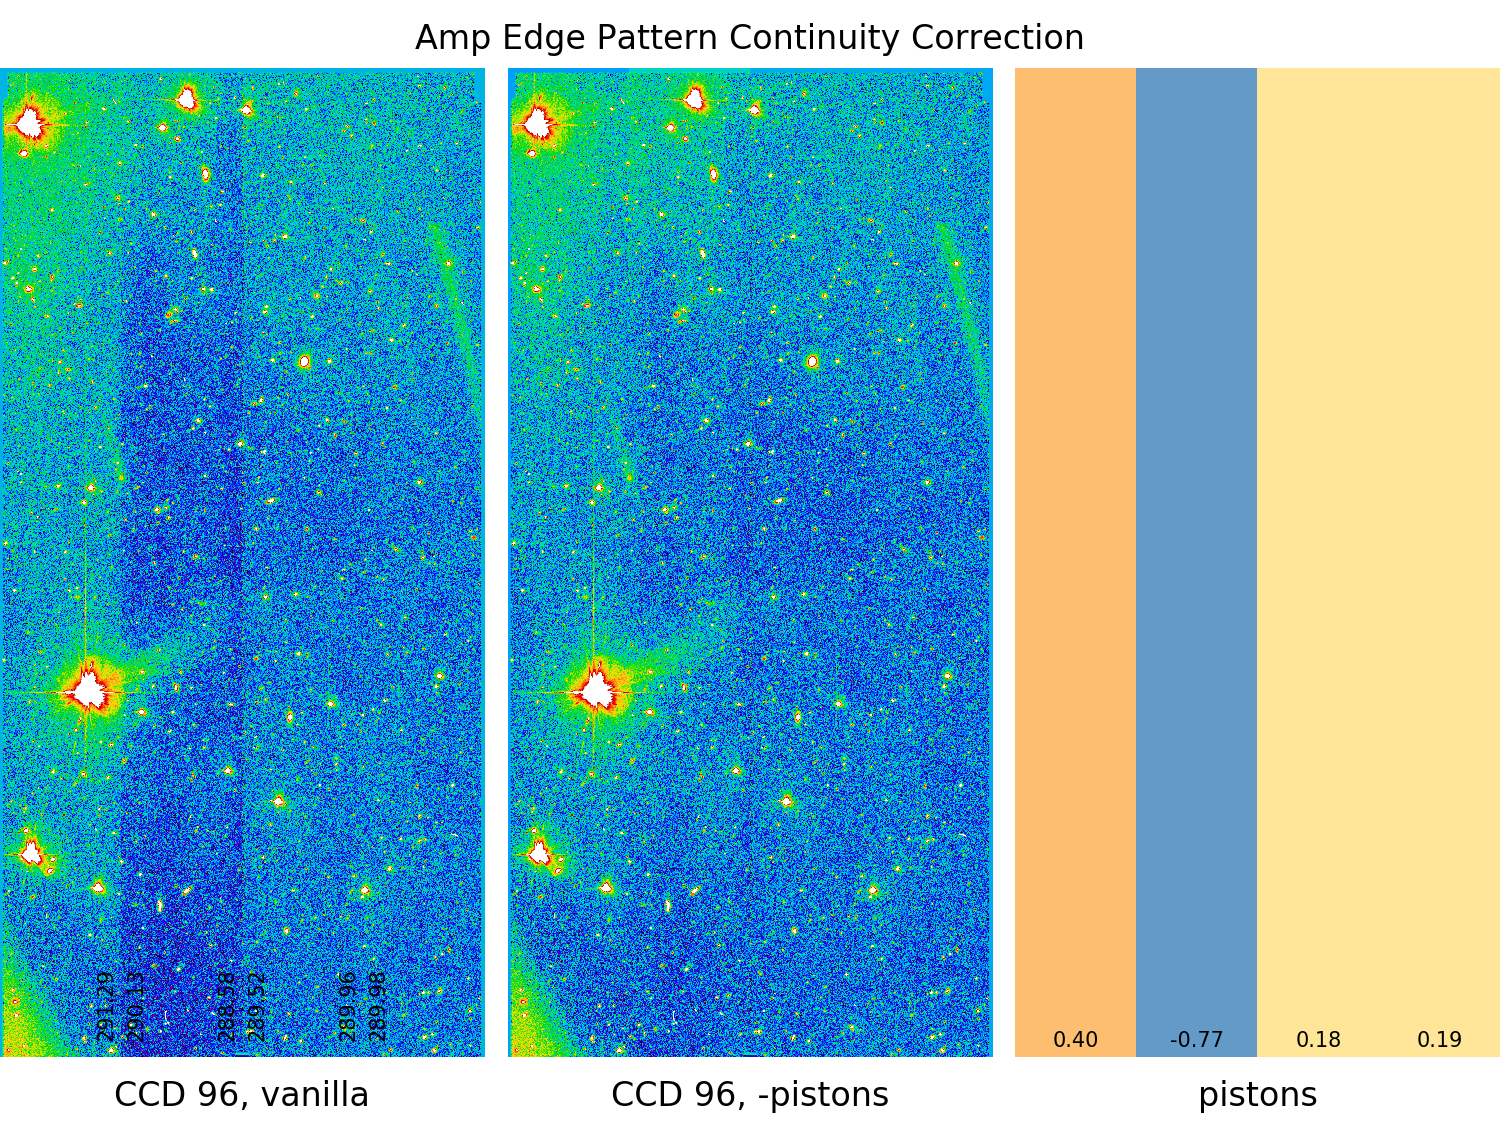 Amp Edge Pattern Continuity Correction
291.29
290.13
288.58
289.52
289.96
289.98
0.40 -0.77 0.18 0.19
CCD 96, vanilla
CCD 96, -pistons
pistons